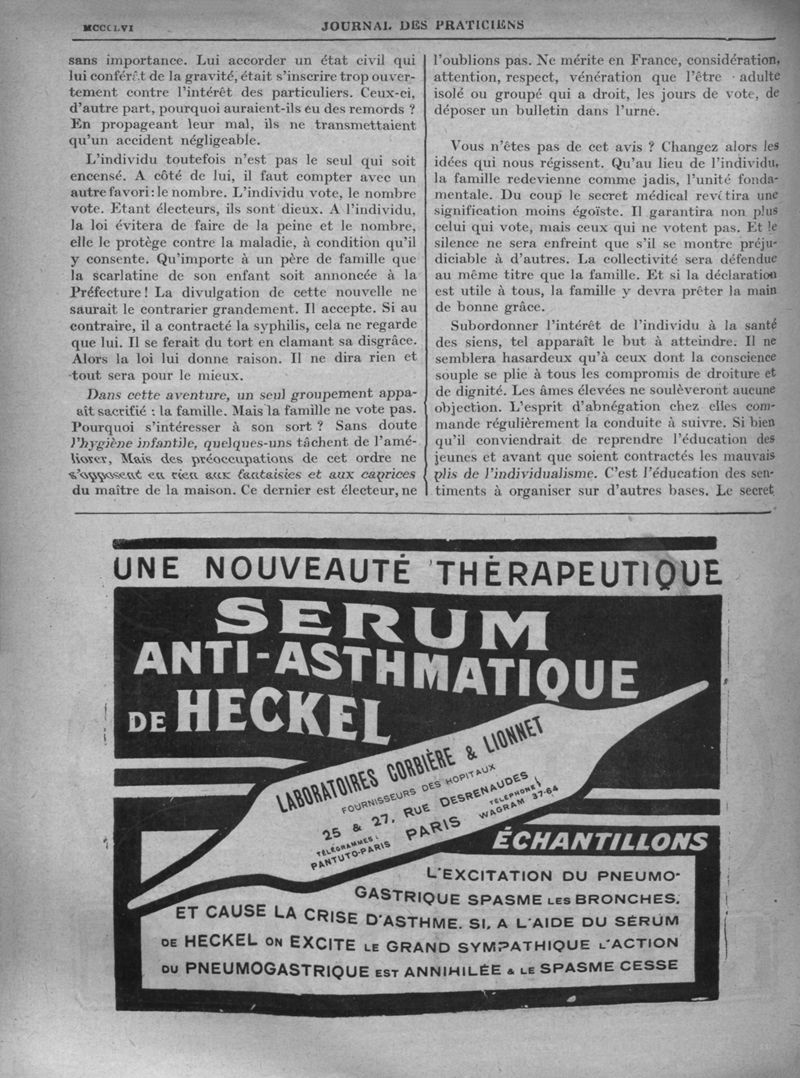 JOURNAL DES PRATICIENS
sans importance. Lui accorder un état civil qui
lui conférât de la gravité, était s'inscrire trop ouver-
tement contre l'intérêt des particuliers. Ceux-ci,
d'autre part, pourquoi auraient-ils eu des remords ?
En propageant leur mal, ils ne transmettaient
qu'un accident négligeable.
L'individu toutefois n'est pas le seul qui soit
encensé. A côté de lui, il faut compter avec un
autre favori : le nombre. L'individu vote, le nombre
vote. Etant électeurs, ils sont dieux. A l'individu,
la loi évitera de faire de la peine et le nombre,
elle le protège contre la maladie, à condition qu'il
y consente. Qu'importe à un père de famille que
la scarlatine de son enfant soit annoncée à la
Préfecture ! La divulgation de cette nouvelle ne
saurait le contrarier grandement. Il accepte. Si au
contraire, il a contracté la syphilis, cela ne regarde
que lui. Il se ferait du tort en clamant sa disgrâce.
Alors la loi lui donne raison. Il ne dira rien et
tout sera pour le mieux.
Dans cette aventure, un seul groupement appa-
aît sacrifié : la famille. Mais la famille ne vote pas.
Pourquoi s'intéresser à son sort ? Sans doute
l'hygiène infantile, quelques-uns tâchent de l'amé-
liorer, Mais des préoccupations de cet ordre ne
s'opposent en rien aux fantaisies et aux caprices
du maître de la maison. Ce dernier est électeur, ne
l'oublions pas. Ne mérite en France, considération,
attention, respect, vénération que l'être adulte
isolé ou groupé qui a droit, les jours de vote, de
déposer un bulletin dans l'urne.
Vous n'êtes pas de cet avis ? Changez alors les
idées qui nous régissent. Qu'au lieu de l'individu,
la famille redevienne comme jadis, l'unité fonda-
mentale. Du coup le secret médical revêtira une
signification moins égoïste. Il garantira non plus
celui qui vote, mais ceux qui ne votent pas. Et le
silence ne sera enfreint que s'il se montre préju-
diciable à d'autres. La collectivité sera défendue
au même titre que la famille. Et si la déclaration
est utile à tous, la famille y devra prêter la main
de bonne grâce.
Subordonner l'intérêt de l'individu à la santé
des siens, tel apparaît le but à atteindre. Il ne
semblera hasardeux qu'à ceux dont la conscience
souple se plie à tous les compromis de droiture et
de dignité. Les âmes élevées ne soulèveront aucune
objection. L'esprit d'abnégation chez elles com-
mande régulièrement la conduite à suivre. Si bien
qu'il conviendrait de reprendre l'éducation des
jeunes et avant que soient contractés les mauvais
plis de l'individualisme. C'est l'éducation des sen-
timents à organiser sur d'autres bases. Le secret
UNE NOUVEAUTÉ THÉRAPEUTIQUE
SERUM
ANTI-ASTHMATIQUE
DE HECKEL
LABORATOIRES CORBIÈRE & LIONNET
FOURNISSEURS DES HOPITAUX
25 & 27, RUE DESRENAUDES
TÉLÉGRAMMES : PANTUTO-PARIS
PARIS
TÉLÉPHONE WAGRAM 37-64
ÉCHANTILLONS
L'EXCITATION DU PNEUMO-
GASTRIQUE SPASME LES BRONCHES,
ET CAUSE LA CRISE D'ASTHME. SI, A L'AIDE DU SÉRUM
DE HECKEL ON EXCITE LE GRAND SYMPATHIQUE L'ACTION
DU PNEUMOGASTRIQUE EST ANNIHILÉE & LE SPASME CESSE